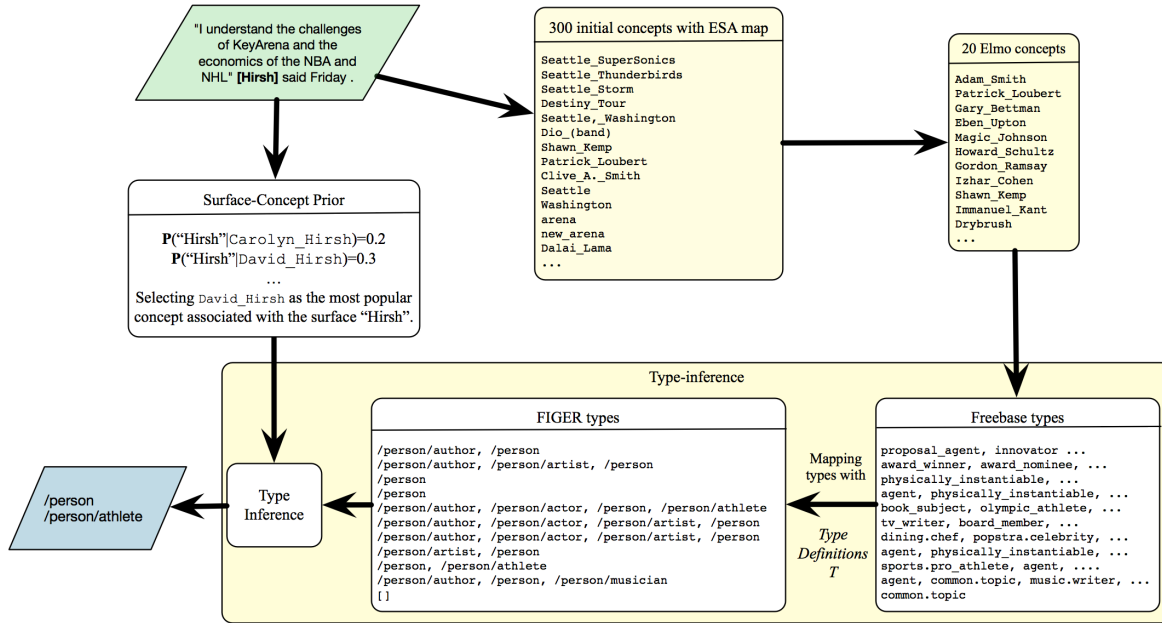 "I understand the challenges
of KeyArena and the
economics of the NBA and
NHL" [Hirsh] said Friday .
300 initial concepts with ESA map
Seattle_SuperSonics
Seattle_Thunderbirds
Seattle_Storm
Destiny_Tour
Seattle,_Washington
Dio_(band)
Shawn_Kemp
Patrick_Loubert
Clive_A._Smith
Seattle
Washington
arena
new_arena
Dalai_Lama
...
20 Elmo concepts
Adam_Smith
Patrick_Loubert
Gary_Bettman
Eben_Upton
Magic_Johnson
Howard_Schultz
Gordon_Ramsay
Izhar_Cohen
Shawn_Kemp
Immanuel_Kant
Drybrush
...
Surface-Concept Prior
P(“Hirsh”|Carolyn_Hirsh)=0.2
P(“Hirsh”|David_Hirsh)=0.3
...
Selecting David_Hirsh as the most popular
concept associated with the surface “Hirsh”.
Type-inference
FIGER types
/person/author, /person
/person/author, /person/artist, /person
/person
/person
/person/author, /person/actor, /person, /person/athlete
/person/author, /person/actor, /person/artist, /person
/person/author, /person/actor, /person/artist, /person
/person/artist, /person
/person, /person/athlete
/person/author, /person, /person/musician
[]
Mapping
types with
Type
Definitions
T
Freebase types
proposal_agent, innovator ...
award_winner, award_nominee, ...
physically_instantiable, ...
agent, physically_instantiable, ...
book_subject, olympic_athlete, ...
tv_writer, board_member, ...
dining.chef, popstra.celebrity, ...
agent, physically_instantiable, ...
sports.pro_athlete, agent, ....
agent, common.topic, music.writer, ...
common.topic
Type
Inference
/person
/person/athlete